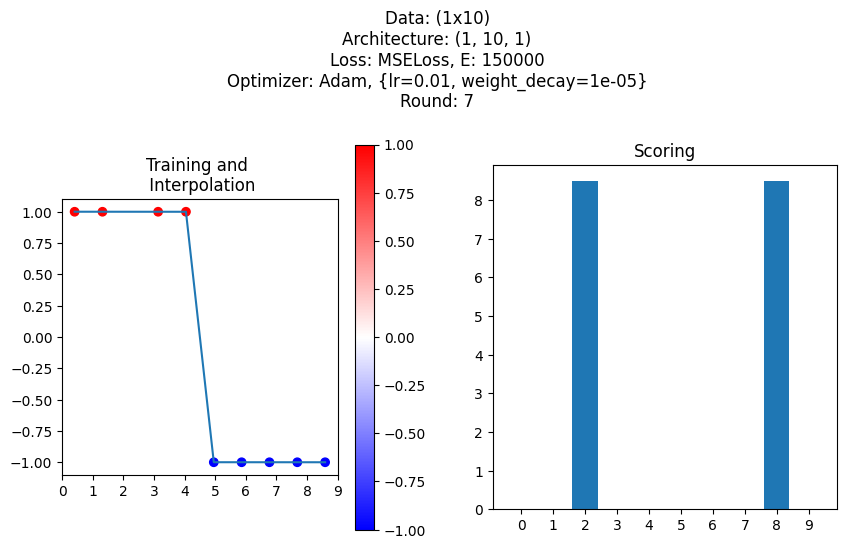 Data: (1x10)
Architecture: (1, 10, 1)
Loss: MSELoss, E: 150000
Optimizer: Adam, {lr=0.01, weight_decay=1e-05}
Round: 7
Training and
Interpolation
1.00
0.75
0.50
0.25
0.00
−0.25
−0.50
−0.75
−1.00
0 1 2 3 4 5 6 7 8 9
1.00
0.75
0.50
0.25
0.00
−0.25
−0.50
−0.75
−1.00
Scoring
8
7
6
5
4
3
2
1
0
0 1 2 3 4 5 6 7 8 9